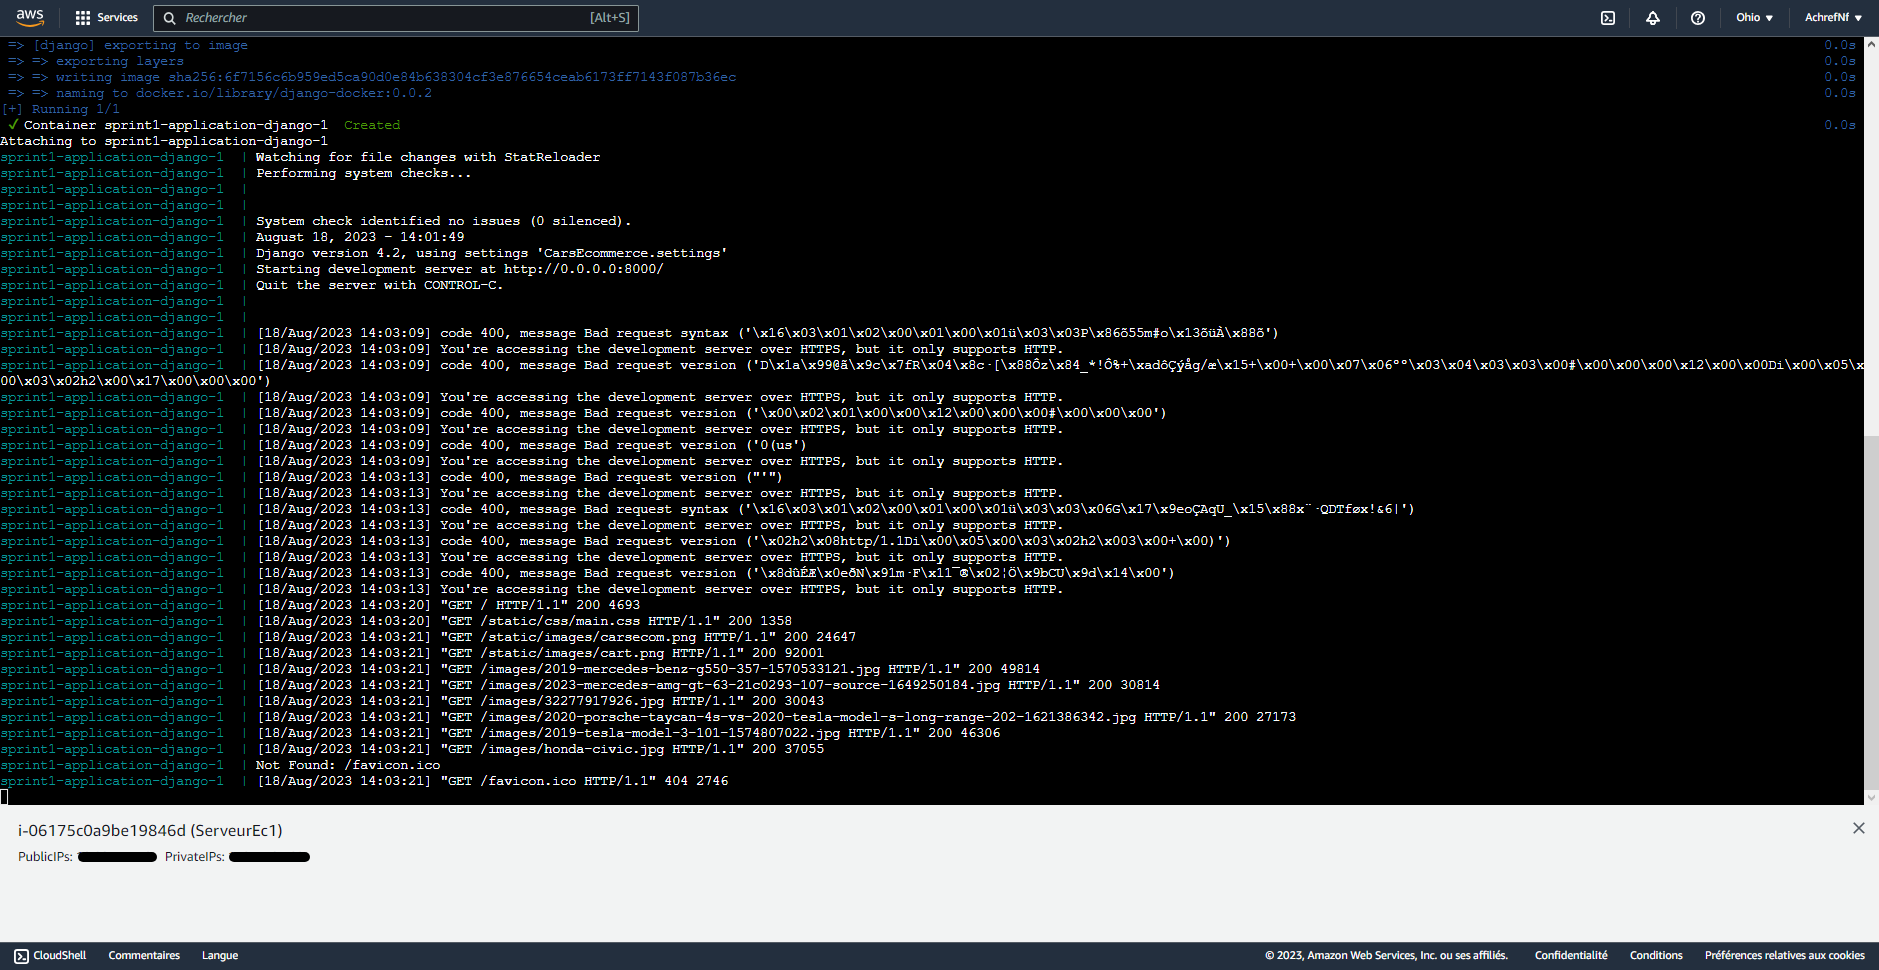 aws Services Rechercher [Alt+S] Ohio AchrefNf
=> [django] exporting to image 0.0s
=> => exporting layers 0.0s
=> => writing image sha256:6f7156c6b959ed5ca90d0e84b638304cf3e876654ceab6173ff7143f087b36ec 0.0s
=> => naming to docker.io/library/django-docker:0.0.2 0.0s
[+] Running 1/1
✓ Container sprint1-application-django-1 Created 0.0s
Attaching to sprint1-application-django-1
sprint1-application-django-1 | Watching for file changes with StatReloader
sprint1-application-django-1 | Performing system checks...
sprint1-application-django-1 |
sprint1-application-django-1 |
sprint1-application-django-1 | System check identified no issues (0 silenced).
sprint1-application-django-1 | August 18, 2023 - 14:01:49
sprint1-application-django-1 | Django version 4.2, using settings 'CarsEcommerce.settings'
sprint1-application-django-1 | Starting development server at http://0.0.0.0:8000/
sprint1-application-django-1 | Quit the server with CONTROL-C.
sprint1-application-django-1 |
sprint1-application-django-1 |
sprint1-application-django-1 | [18/Aug/2023 14:03:09] code 400, message Bad request syntax ('\x16\x03\x01\x02\x00\x01\x00\x01ü\x03\x03P\x86õ55m#o\x13õüÀ\x88õ')
sprint1-application-django-1 | [18/Aug/2023 14:03:09] You're accessing the development server over HTTPS, but it only supports HTTP.
sprint1-application-django-1 | [18/Aug/2023 14:03:09] code 400, message Bad request version ('D\x1a\x99@ã\x9c\x7fR\x04\x8c-[\x88Ôz\x84_*!Ô%+\xadôÇýåg/æ\x15+\x00+\x00\x07\x06ºº\x03\x04\x03\x03\x00#\x00\x00\x00\x12\x00\x00Di\x00\x05\x
00\x03\x02h2\x00\x17\x00\x00\x00')
sprint1-application-django-1 | [18/Aug/2023 14:03:09] You're accessing the development server over HTTPS, but it only supports HTTP.
sprint1-application-django-1 | [18/Aug/2023 14:03:09] code 400, message Bad request version ('\x00\x02\x01\x00\x00\x12\x00\x00\x00#\x00\x00\x00')
sprint1-application-django-1 | [18/Aug/2023 14:03:09] You're accessing the development server over HTTPS, but it only supports HTTP.
sprint1-application-django-1 | [18/Aug/2023 14:03:09] code 400, message Bad request version ('0(us')
sprint1-application-django-1 | [18/Aug/2023 14:03:09] You're accessing the development server over HTTPS, but it only supports HTTP.
sprint1-application-django-1 | [18/Aug/2023 14:03:13] code 400, message Bad request version ("'")
sprint1-application-django-1 | [18/Aug/2023 14:03:13] You're accessing the development server over HTTPS, but it only supports HTTP.
sprint1-application-django-1 | [18/Aug/2023 14:03:13] code 400, message Bad request syntax ('\x16\x03\x01\x02\x00\x01\x00\x01ü\x03\x03\x06G\x17\x9eoÇAqU_\x15\x88x¨-QDTføx!&6|')
sprint1-application-django-1 | [18/Aug/2023 14:03:13] You're accessing the development server over HTTPS, but it only supports HTTP.
sprint1-application-django-1 | [18/Aug/2023 14:03:13] code 400, message Bad request version ('\x02h2\x08http/1.1Di\x00\x05\x00\x03\x02h2\x003\x00+\x00)')
sprint1-application-django-1 | [18/Aug/2023 14:03:13] You're accessing the development server over HTTPS, but it only supports HTTP.
sprint1-application-django-1 | [18/Aug/2023 14:03:13] code 400, message Bad request version ('\x8dùÉÆ\x0eðN\x91m-F\x11¯®\x02¦Ö\x9bCU\x9d\x14\x00')
sprint1-application-django-1 | [18/Aug/2023 14:03:13] You're accessing the development server over HTTPS, but it only supports HTTP.
sprint1-application-django-1 | [18/Aug/2023 14:03:20] "GET / HTTP/1.1" 200 4693
sprint1-application-django-1 | [18/Aug/2023 14:03:20] "GET /static/css/main.css HTTP/1.1" 200 1358
sprint1-application-django-1 | [18/Aug/2023 14:03:21] "GET /static/images/carsecom.png HTTP/1.1" 200 24647
sprint1-application-django-1 | [18/Aug/2023 14:03:21] "GET /static/images/cart.png HTTP/1.1" 200 92001
sprint1-application-django-1 | [18/Aug/2023 14:03:21] "GET /images/2019-mercedes-benz-g550-357-1570533121.jpg HTTP/1.1" 200 49814
sprint1-application-django-1 | [18/Aug/2023 14:03:21] "GET /images/2023-mercedes-amg-gt-63-21c0293-107-source-1649250184.jpg HTTP/1.1" 200 30814
sprint1-application-django-1 | [18/Aug/2023 14:03:21] "GET /images/32277917926.jpg HTTP/1.1" 200 30043
sprint1-application-django-1 | [18/Aug/2023 14:03:21] "GET /images/2020-porsche-taycan-4s-vs-2020-tesla-model-s-long-range-202-1621386342.jpg HTTP/1.1" 200 27173
sprint1-application-django-1 | [18/Aug/2023 14:03:21] "GET /images/2019-tesla-model-3-101-1574807022.jpg HTTP/1.1" 200 46306
sprint1-application-django-1 | [18/Aug/2023 14:03:21] "GET /images/honda-civic.jpg HTTP/1.1" 200 37055
sprint1-application-django-1 | Not Found: /favicon.ico
sprint1-application-django-1 | [18/Aug/2023 14:03:21] "GET /favicon.ico HTTP/1.1" 404 2746
i-06175c0a9be19846d (ServeurEc1)
PublicIPs: PrivateIPs:
CloudShell Commentaires Langue © 2023, Amazon Web Services, Inc. ou ses affiliés. Confidentialité Conditions Préférences relatives aux cookies